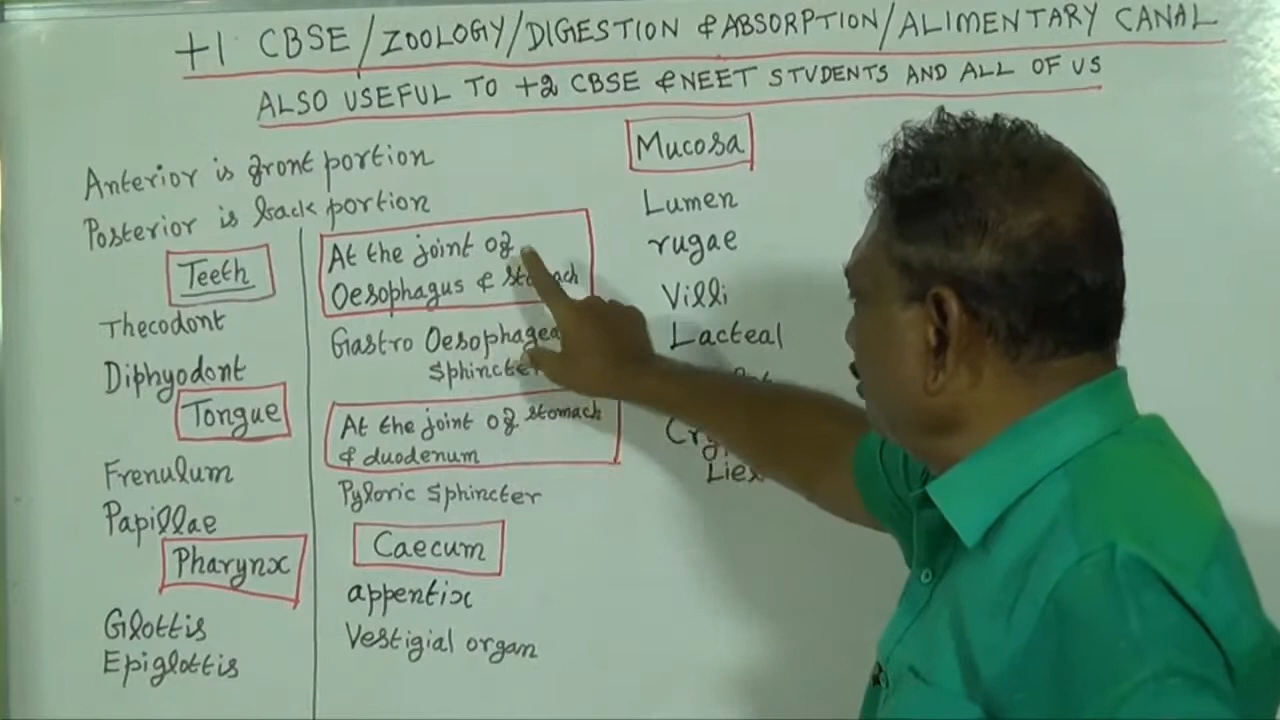 +1 CBSE/ZOOLOGY/DIGESTION & ABSORPTION/ALIMENTARY CANAL
ALSO USEFUL TO +2 CBSE & NEET STUDENTS AND ALL OF US
Anterior is front portion
Posterior is back portion
Teeth
Thecodont
Diphyodont
Tongue
Frenulum
Papillae
Pharynx
Glottis
Epiglottis
At the joint of
Oesophagus & stomach
Gastro
Sphincter
At the joint of stomach
& duodenum
Pyloric Sphincter
Caecum
appentix
Vestigial organ
Mucosa
Lumen
rugae
Villi
Lacteal